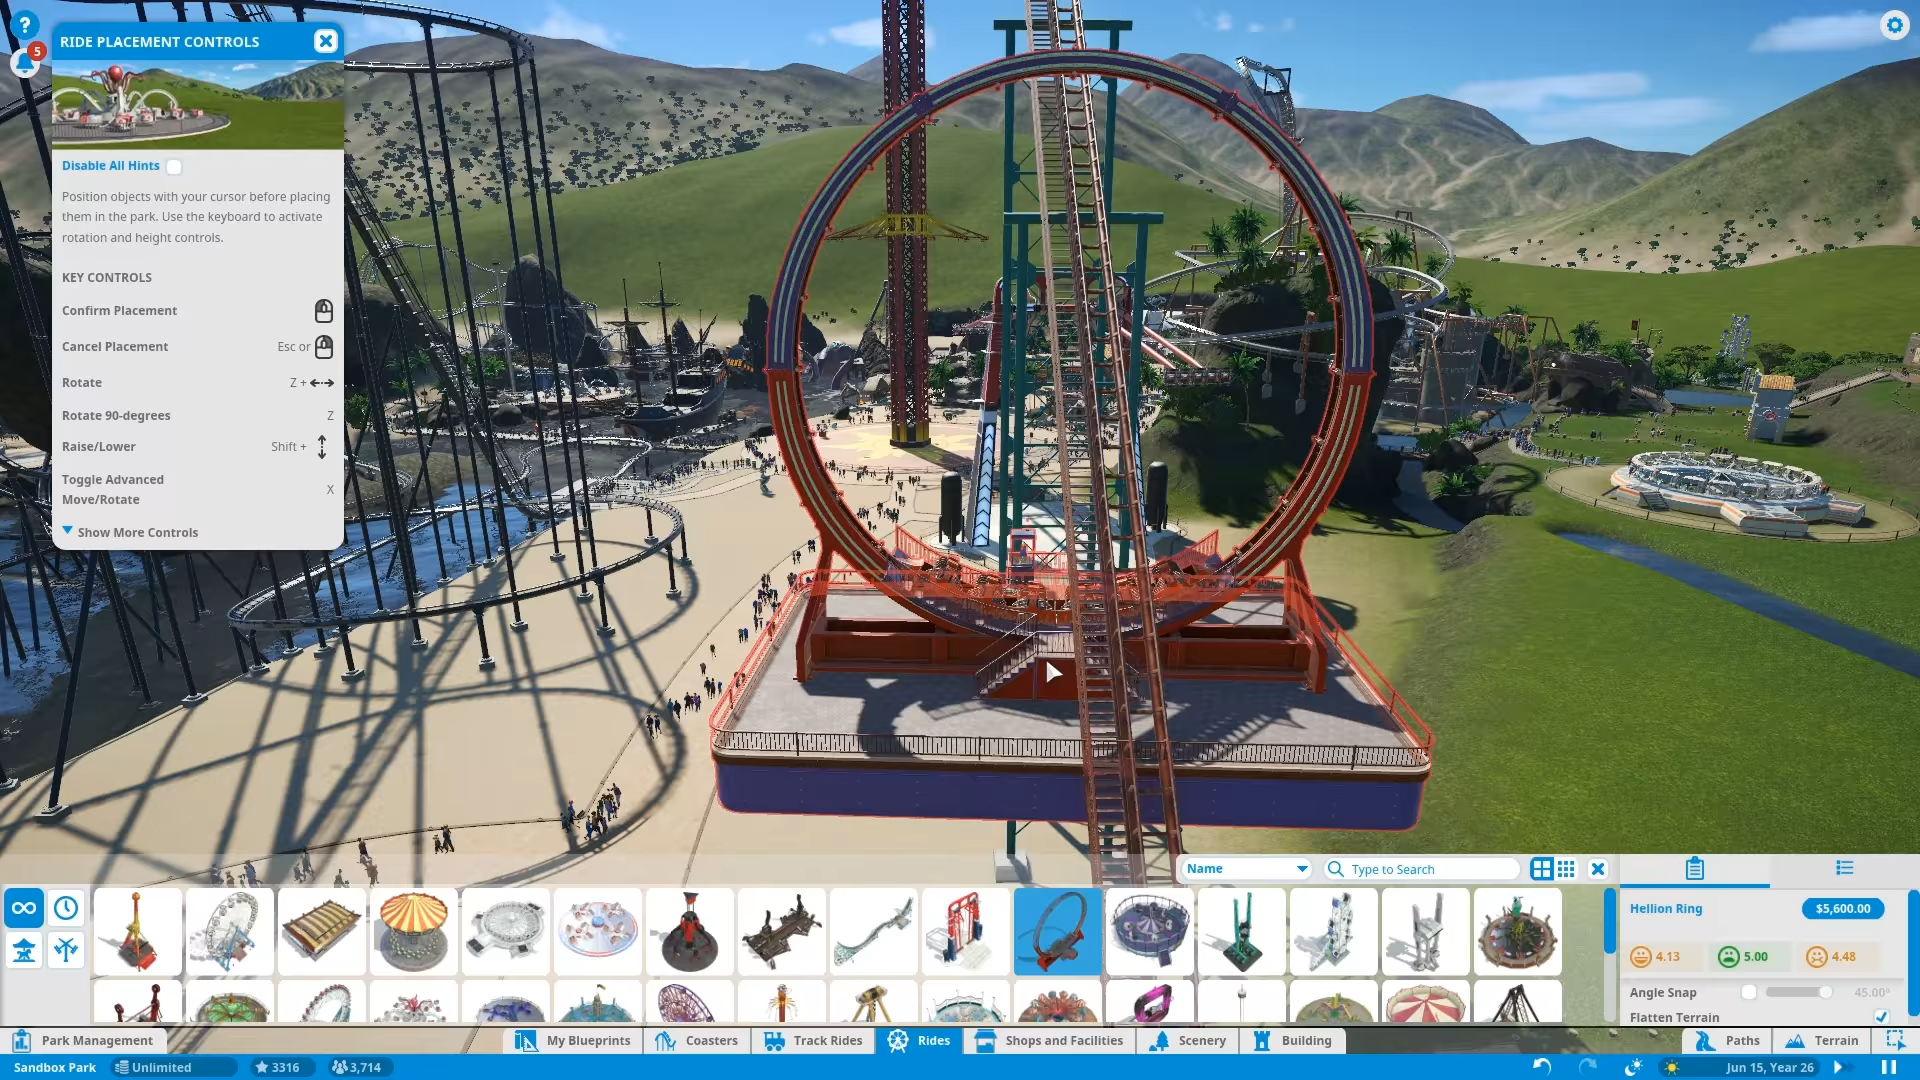 ?
5
RIDE PLACEMENT CONTROLS
Disable All Hints
Position objects with your cursor before placing
them in the park. Use the keyboard to activate
rotation and height controls.
KEY CONTROLS
Confirm Placement
Cancel Placement Esc or
Rotate Z +
Rotate 90-degrees Z
Raise/Lower Shift +
Toggle Advanced
Move/Rotate X
Show More Controls
Name
Type to Search
Hellion Ring $5,600.00
4.13 5.00 4.48
Angle Snap 45.00°
Flatten Terrain
Park Management
My Blueprints
Coasters
Track Rides
Rides
Shops and Facilities
Scenery
Building
Paths
Terrain
Sandbox Park
Unlimited
3316
3,714
Jun 15, Year 26